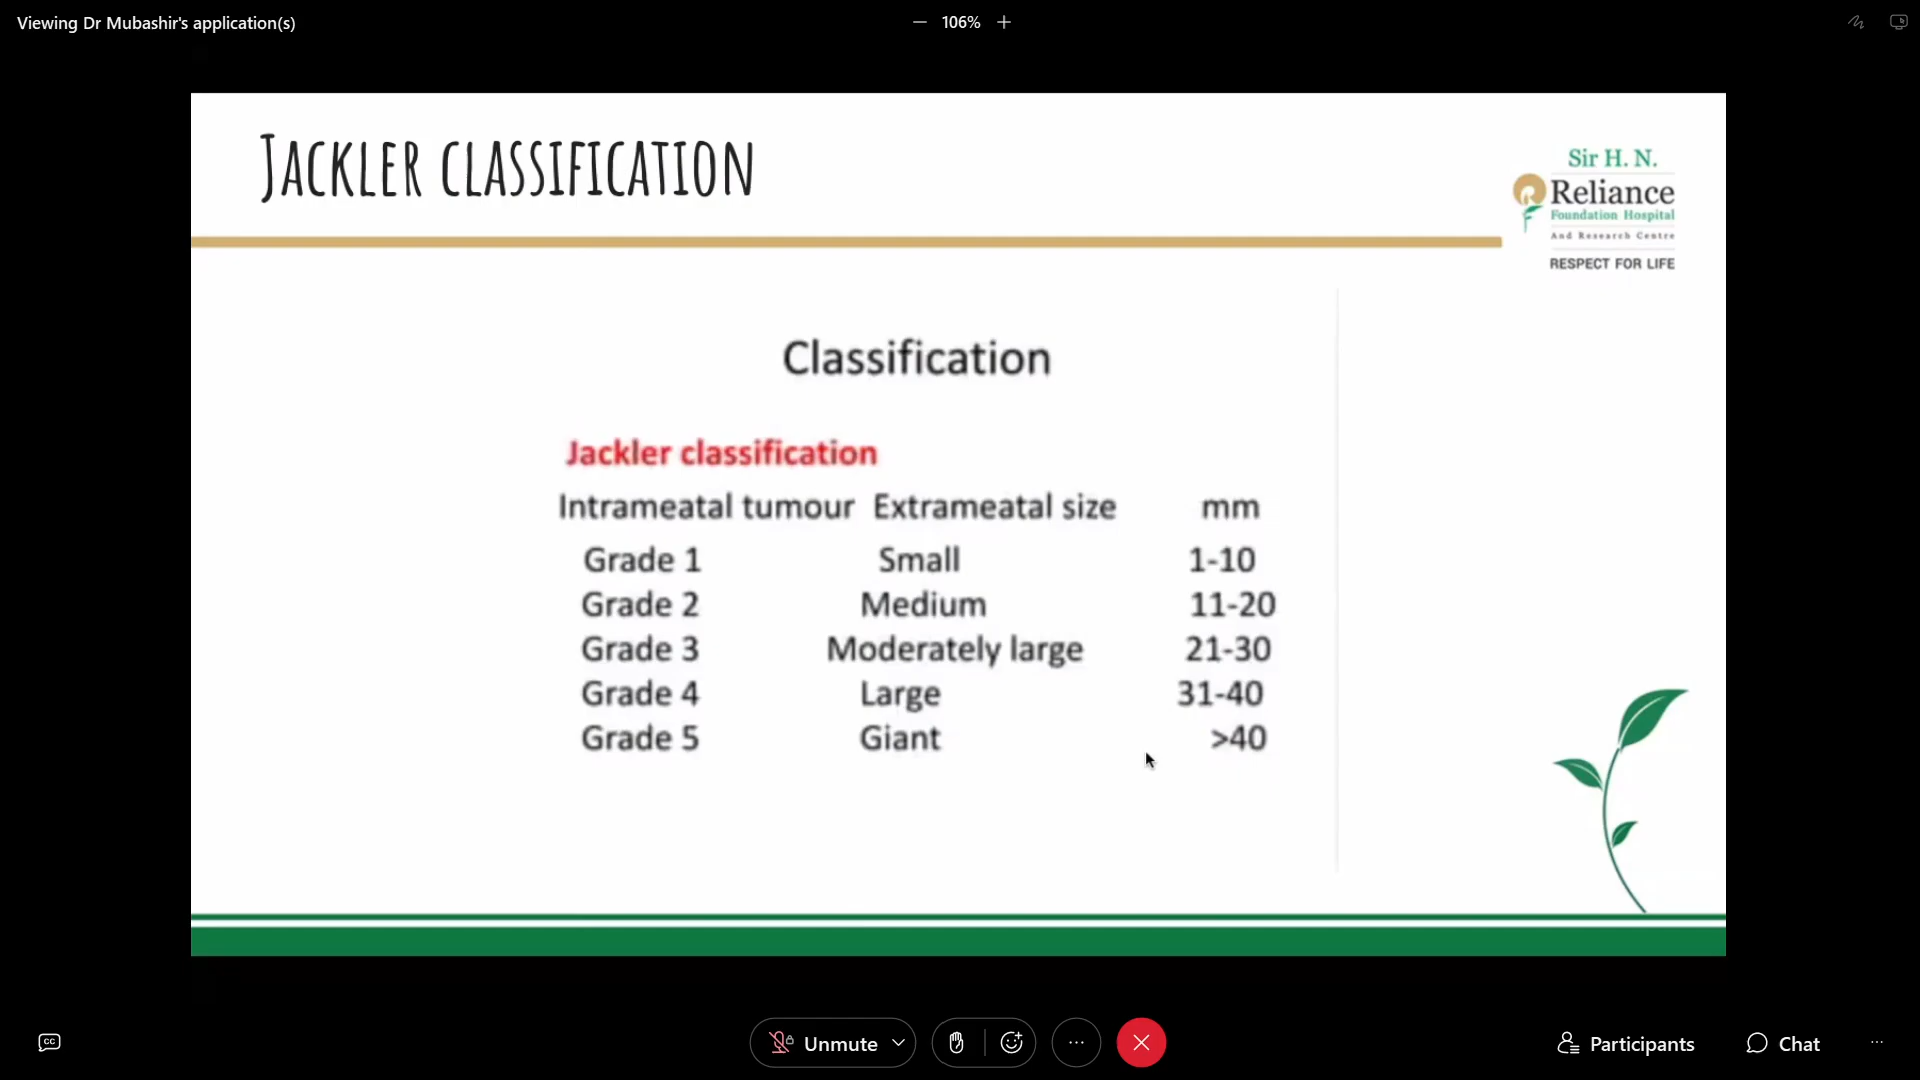 Viewing Dr Mubashir's application(s)
106%
JACKLER CLASSIFICATION
Sir H. N.
Reliance
Foundation Hospital
And Research Centre
RESPECT FOR LIFE
Classification
Jackler classification
Intrameatal tumour Extrameatal size mm
Grade 1 Small 1-10
Grade 2 Medium 11-20
Grade 3 Moderately large 21-30
Grade 4 Large 31-40
Grade 5 Giant >40
CC
Unmute
Participants
Chat